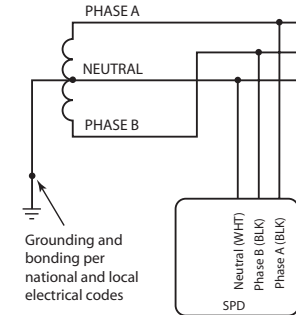 PHASE A
NEUTRAL
PHASE B
Grounding and
bonding per
national and local
electrical codes
Neutral (WHT)
Phase B (BLK)
Phase A (BLK)
SPD